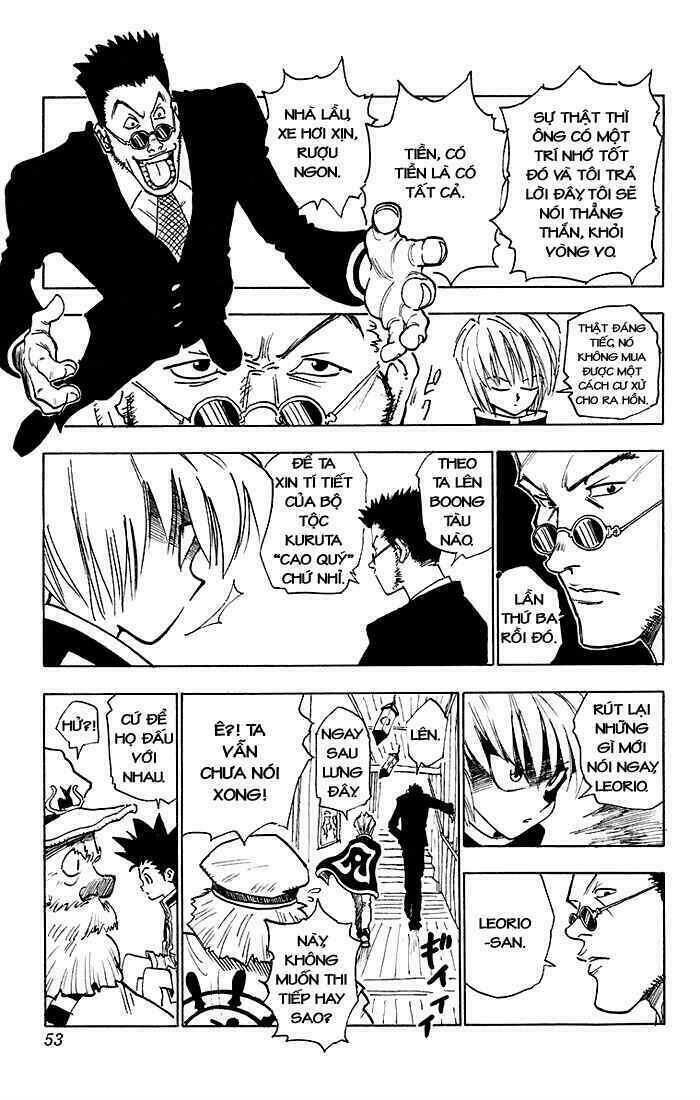 SỰ THẬT THÌ
ÔNG CÓ MỘT
TRÍ NHỚ TỐT
ĐÓ VÀ TÔI TRẢ
LỜI ĐÂY, TÔI SẼ
NÓI THẲNG
THẮN, KHỎI
VÒNG VO.
TIỀN, CÓ
TIỀN LÀ CÓ
TẤT CẢ.
NHÀ LẦU,
XE HƠI XỊN,
RƯỢU
NGON.
THẬT ĐÁNG
TIẾC, NÓ
KHÔNG MUA
ĐƯỢC MỘT
CÁCH CƯ XỬ
CHO RA HỒN.
LẦN
THỨ BA
RỒI ĐÓ.
THEO
TA LÊN
BOONG
TÀU
NÀO.
ĐỂ TA
XIN TÍ TIẾT
CỦA BỘ
TỘC
KURUTA
“CAO QUÝ”
CHỨ NHỈ.
RÚT LẠI
NHỮNG
GÌ MỚI
NÓI NGAY,
LEORIO.
LEORIO
-SAN.
LÊN.
NGAY
SAU
LƯNG
ĐÂY.
Ê?! TA
VẪN
CHƯA NÓI
XONG!
NÀY,
KHÔNG
MUỐN THI
TIẾP HAY
SAO?
ギイイィ
CỨ ĐỂ
HỌ ĐẤU
VỚI
NHAU.
HỬ?!
53